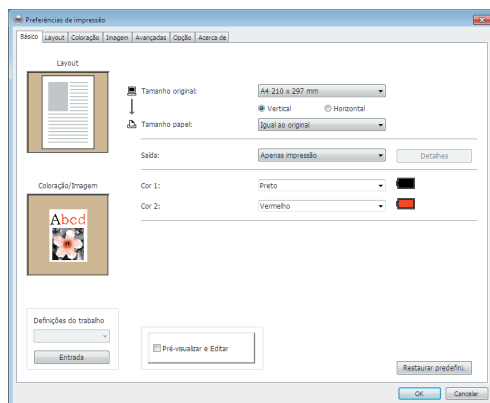 Preferências de impressão
Básico Layout Coloração Imagem Avançadas Opção Acerca de
Layout
Tamanho original: A4 210 x 297 mm
Vertical Horizontal
Tamanho papel: Igual ao original
Saída: Apenas impressão Detalhes
Coloração/Imagem
Cor 1: Preto
Cor 2: Vermelho
Abcd
Definições do trabalho
Entrada
Pré-visualizar e Editar
Restaurar predefini.
OK Cancelar